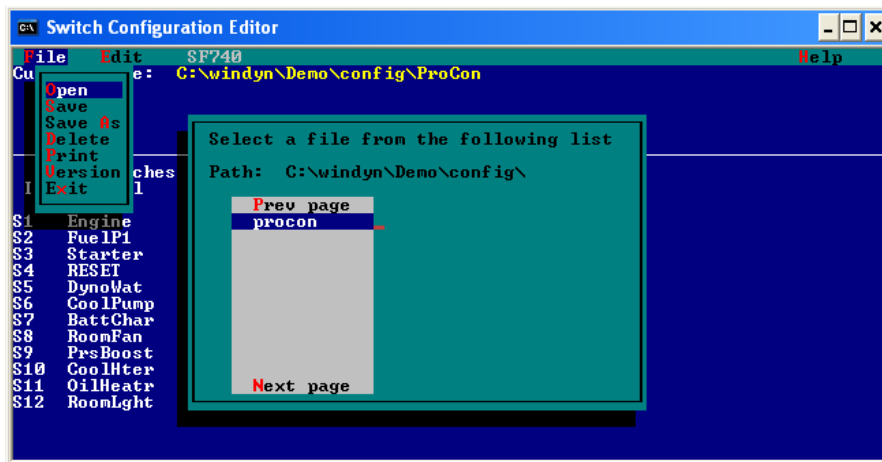 Switch Configuration Editor
File Edit SF740 Help
Cu e: C:\windyn\Demo\config\ProCon
Open
Save
Save As
Delete
Print
Version ches
I Exit l
Select a file from the following list
Path: C:\windyn\Demo\config\
Prev page
procon
Next page
S1 Engine
S2 FuelP1
S3 Starter
S4 RESET
S5 DynoWat
S6 CoolPump
S7 BattChar
S8 RoomFan
S9 PrsBoost
S10 CoolHter
S11 OilHeatr
S12 RoomLght